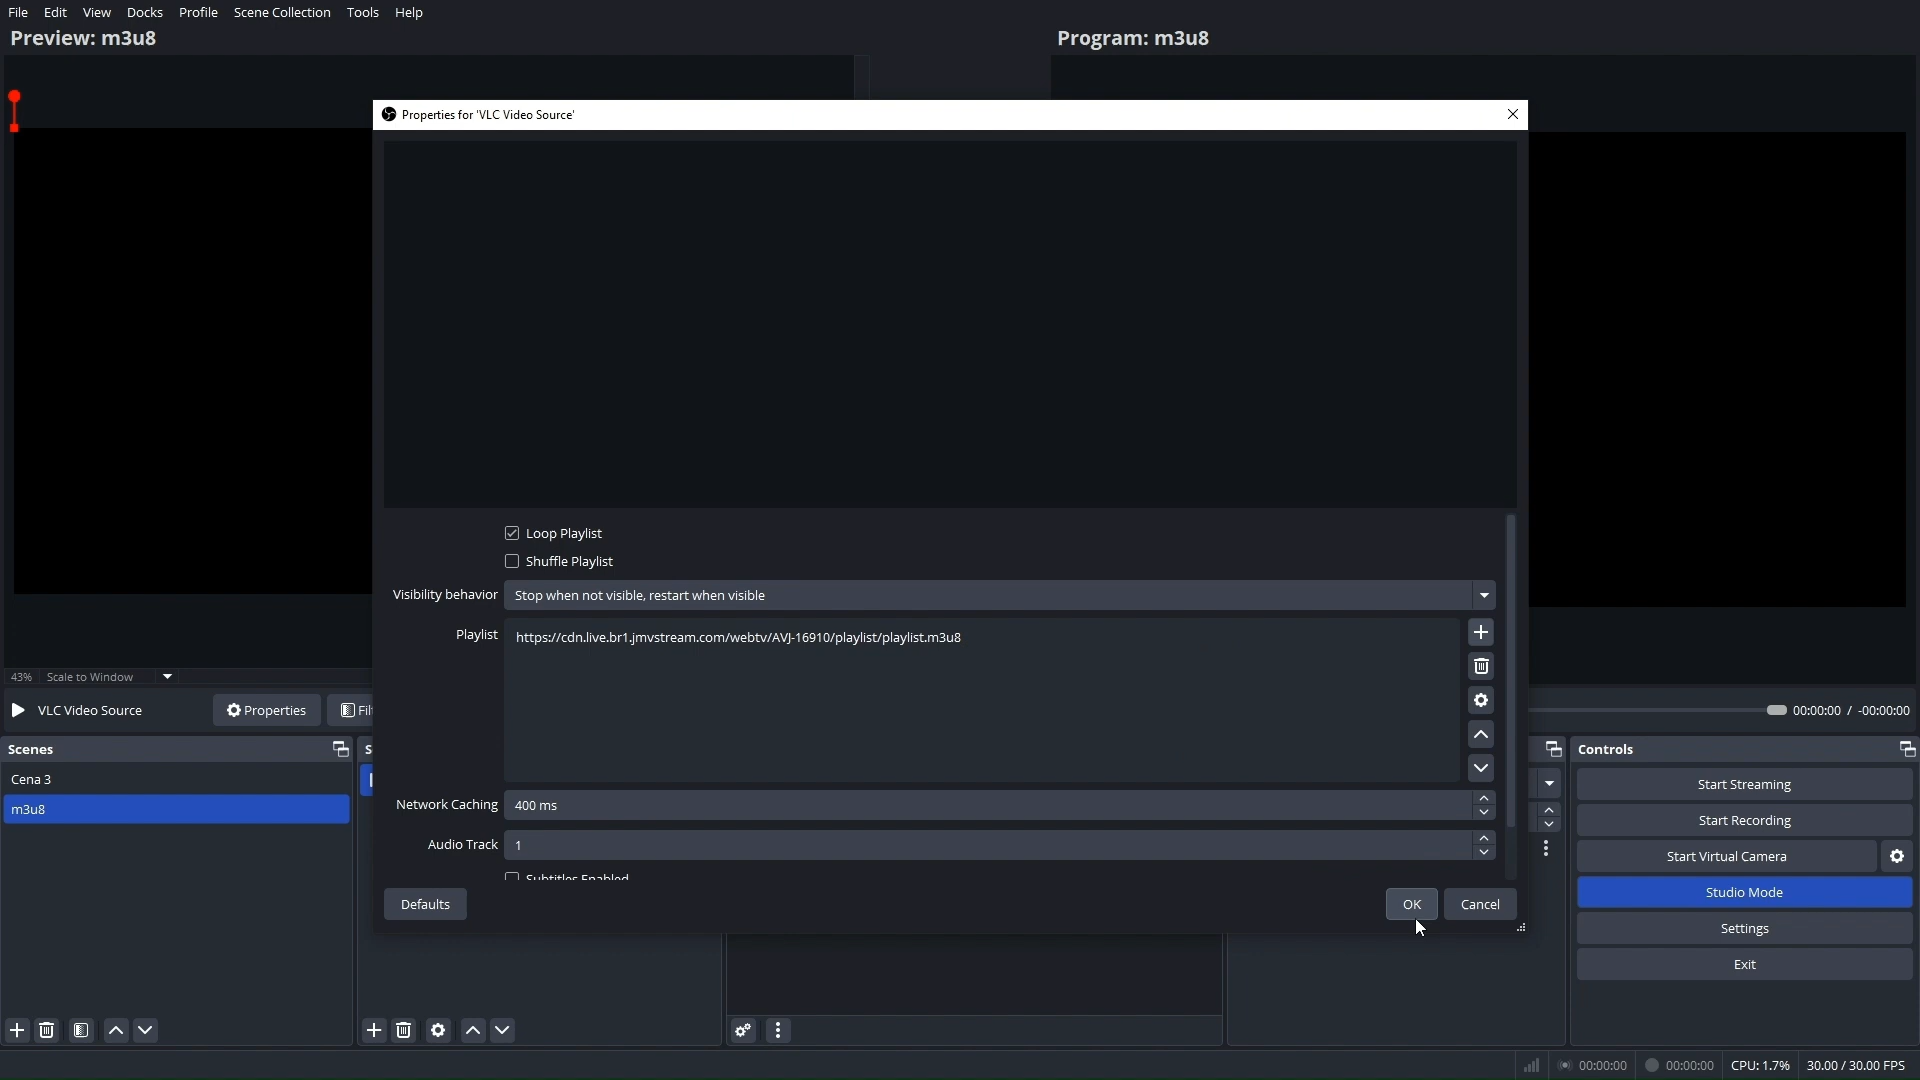 File Edit View Docks Profile Scene Collection Tools Help
Preview: m3u8
Program: m3u8
Properties for 'VLC Video Source'
Loop Playlist
Shuffle Playlist
Visibility behavior Stop when not visible, restart when visible
Playlist https://cdn.live.br1.jmvstream.com/webtv/AVJ-16910/playlist/playlist.m3u8
43% Scale to Window
VLC Video Source Properties Fil
00:00:00 / -00:00:00
Scenes
S
Controls
Cena 3
m3u8
Network Caching 400 ms
Audio Track 1
Subtitles Enabled
Defaults
OK Cancel
Start Streaming
Start Recording
Start Virtual Camera
Studio Mode
Settings
Exit
00:00:00 00:00:00 CPU: 1.7% 30.00 / 30.00 FPS